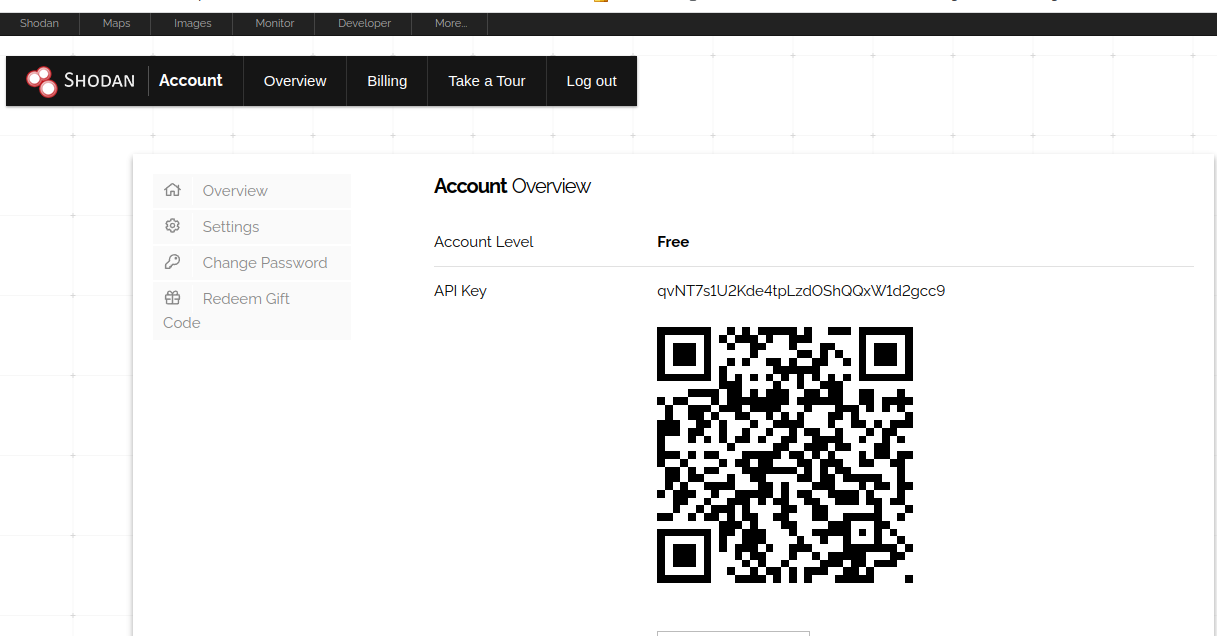 Shodan Maps Images Monitor Developer More...
SHODAN Account Overview Billing Take a Tour Log out
Account Overview
Overview
Settings
Change Password
Redeem Gift
Code
Account Level Free
API Key qvNT7s1U2Kde4tpLzdOShQQxW1d2gcc9